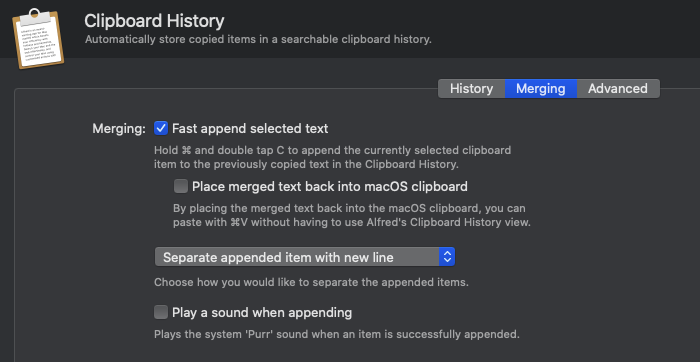 Clipboard History
Automatically store copied items in a searchable clipboard history.
History Merging Advanced
Merging: Fast append selected text
Hold ⌘ and double tap C to append the currently selected clipboard
item to the previously copied text in the Clipboard History.
Place merged text back into macOS clipboard
By placing the merged text back into the macOS clipboard, you can
paste with ⌘V without having to use Alfred's Clipboard History view.
Separate appended item with new line
Choose how you would like to separate the appended items.
Play a sound when appending
Plays the system 'Purr' sound when an item is successfully appended.